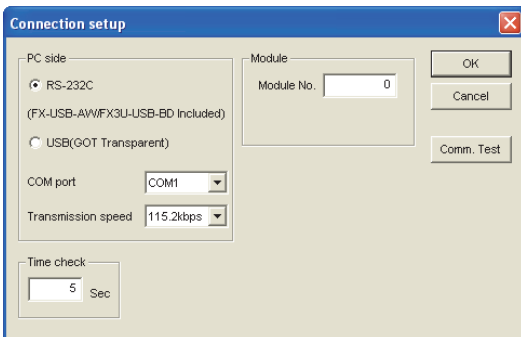 Connection setup
PC side
RS-232C
(FX-USB-AW/FX3U-USB-BD Included)
USB(GOT Transparent)
COM port COM1
Transmission speed 115.2kbps
Module
Module No. 0
OK
Cancel
Comm. Test
Time check
5 Sec